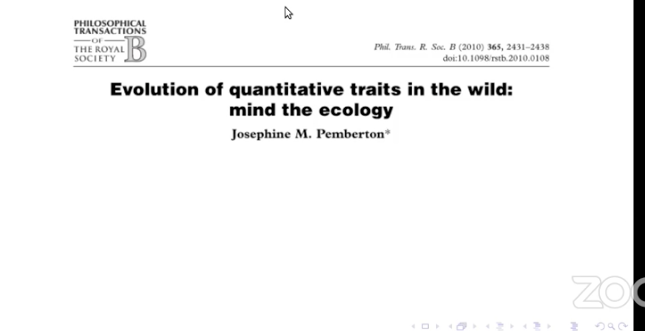 PHILOSOPHICAL
TRANSACTIONS
OF
THE ROYAL
SOCIETY
B
Phil. Trans. R. Soc. B (2010) 365, 2431–2438
doi:10.1098/rstb.2010.0108
Evolution of quantitative traits in the wild:
mind the ecology
Josephine M. Pemberton*
zoo